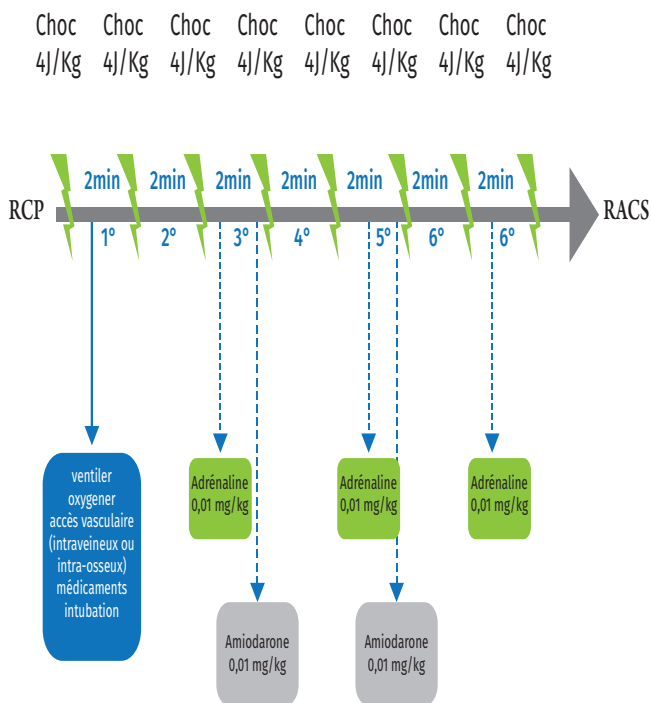 Choc Choc Choc Choc Choc Choc Choc Choc
4J/Kg 4J/Kg 4J/Kg 4J/Kg 4J/Kg 4J/Kg 4J/Kg 4J/Kg
2min 2min 2min 2min 2min 2min 2min
RCP RACS
1° 2° 3° 4° 5° 6° 6°
ventiler
oxygener
accès vasculaire
(intraveineux ou
intra-osseux)
médicaments
intubation
Adrénaline
0,01 mg/kg
Adrénaline
0,01 mg/kg
Adrénaline
0,01 mg/kg
Amiodarone
0,01 mg/kg
Amiodarone
0,01 mg/kg